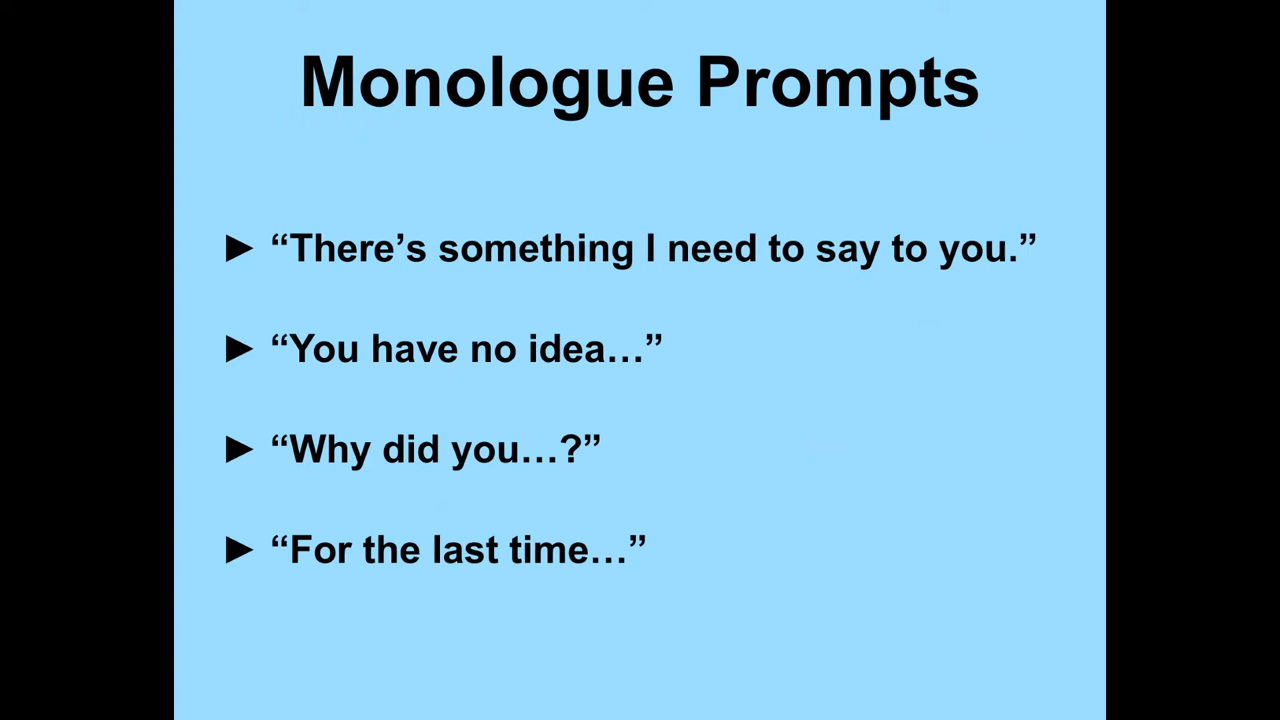 Monologue Prompts
► “There’s something I need to say to you.”
► “You have no idea…”
► “Why did you…?”
► “For the last time…”